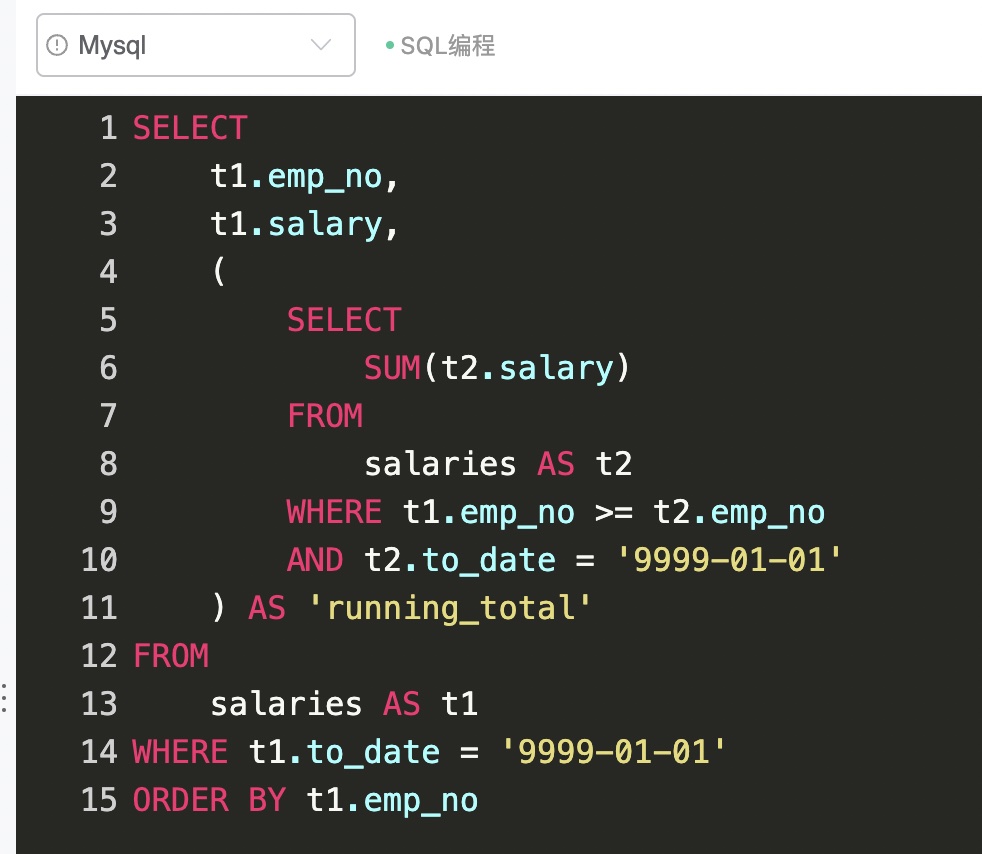 Mysql SQL编程
1 SELECT
2     t1.emp_no,
3     t1.salary,
4     (
5         SELECT
6             SUM(t2.salary)
7         FROM
8             salaries AS t2
9         WHERE t1.emp_no >= t2.emp_no
10         AND t2.to_date = '9999-01-01'
11     ) AS 'running_total'
12 FROM
13     salaries AS t1
14 WHERE t1.to_date = '9999-01-01'
15 ORDER BY t1.emp_no